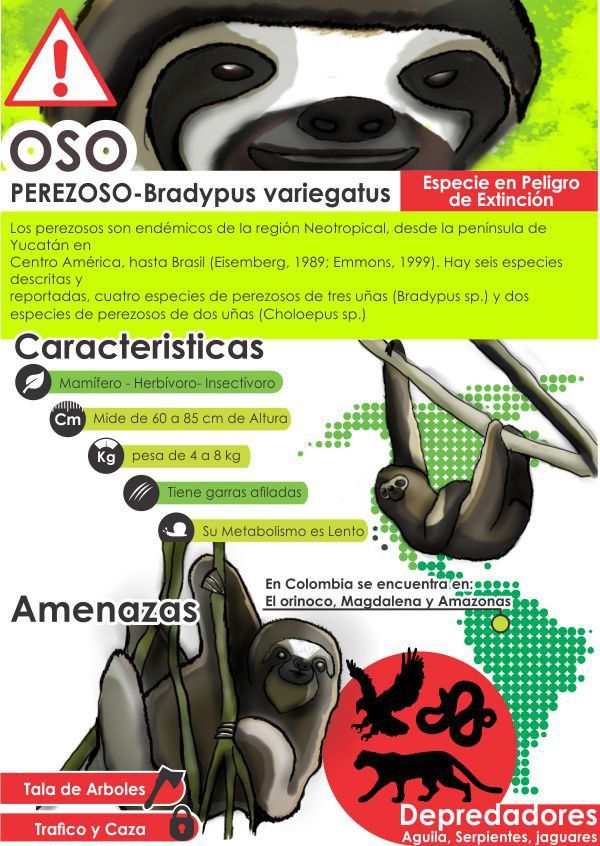 OSO
PEREZOSO-Bradypus variegatus
Especie en Peligro
de Extinción
Los perezosos son endémicos de la región Neotropical, desde la península de
Yucatán en
Centro América, hasta Brasil (Eisemberg, 1989; Emmons, 1999). Hay seis especies
descritas y
reportadas, cuatro especies de perezosos de tres uñas (Bradypus sp.) y dos
especies de perezosos de dos uñas (Choloepus sp.)
Caracteristicas
Mamífero - Herbívoro- Insectívoro
Cm Mide de 60 a 85 cm de Altura
Kg pesa de 4 a 8 kg
Tiene garras afiladas
Su Metabolismo es Lento
En Colombia se encuentra en:
El orinoco, Magdalena y Amazonas
Amenazas
Tala de Arboles
Trafico y Caza
Depredadores
Aguila, Serpientes, jaguares